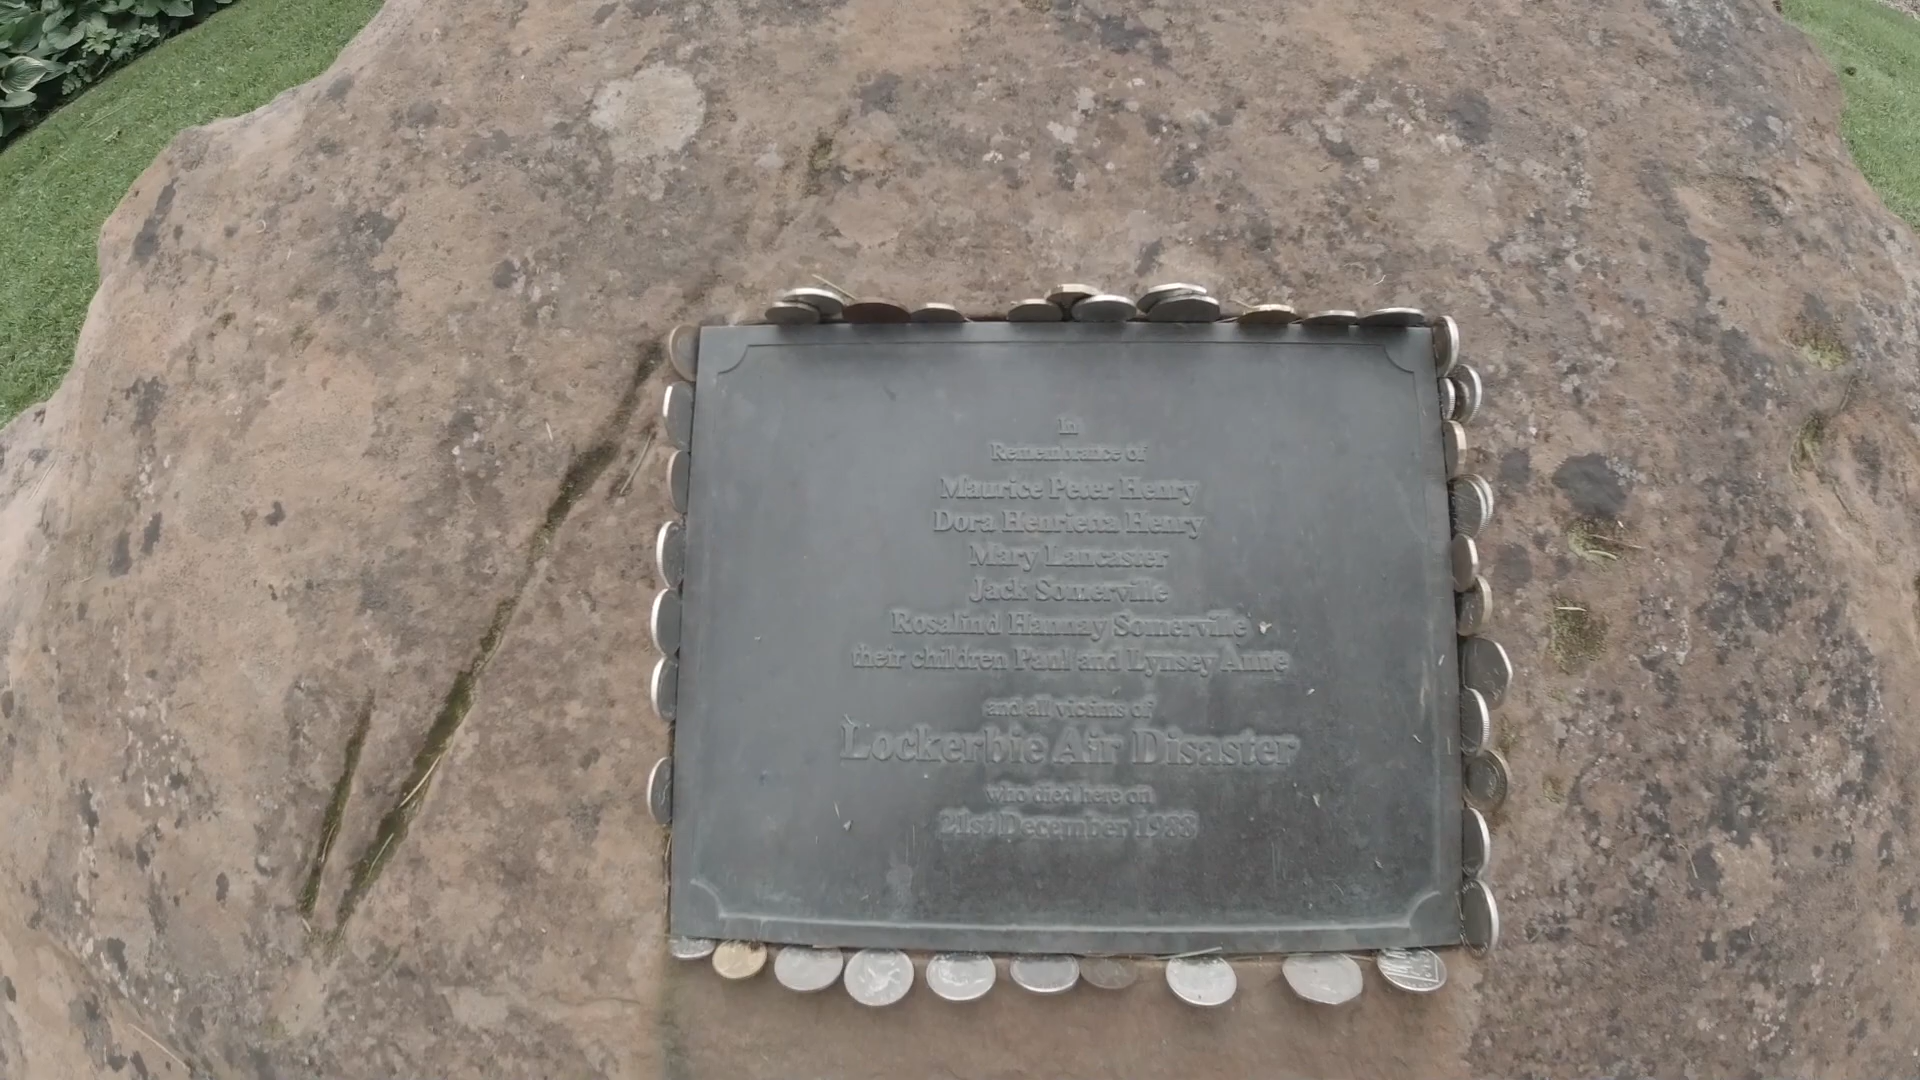 In
Remembrance of
Maurice Peter Henry
Dora Henrietta Henry
Mary Lancaster
Jack Somerville
Rosalind Hannay Somerville
their children Paul and Lynsey Anne
and all victims of
Lockerbie Air Disaster
who died here on
21st December 1988